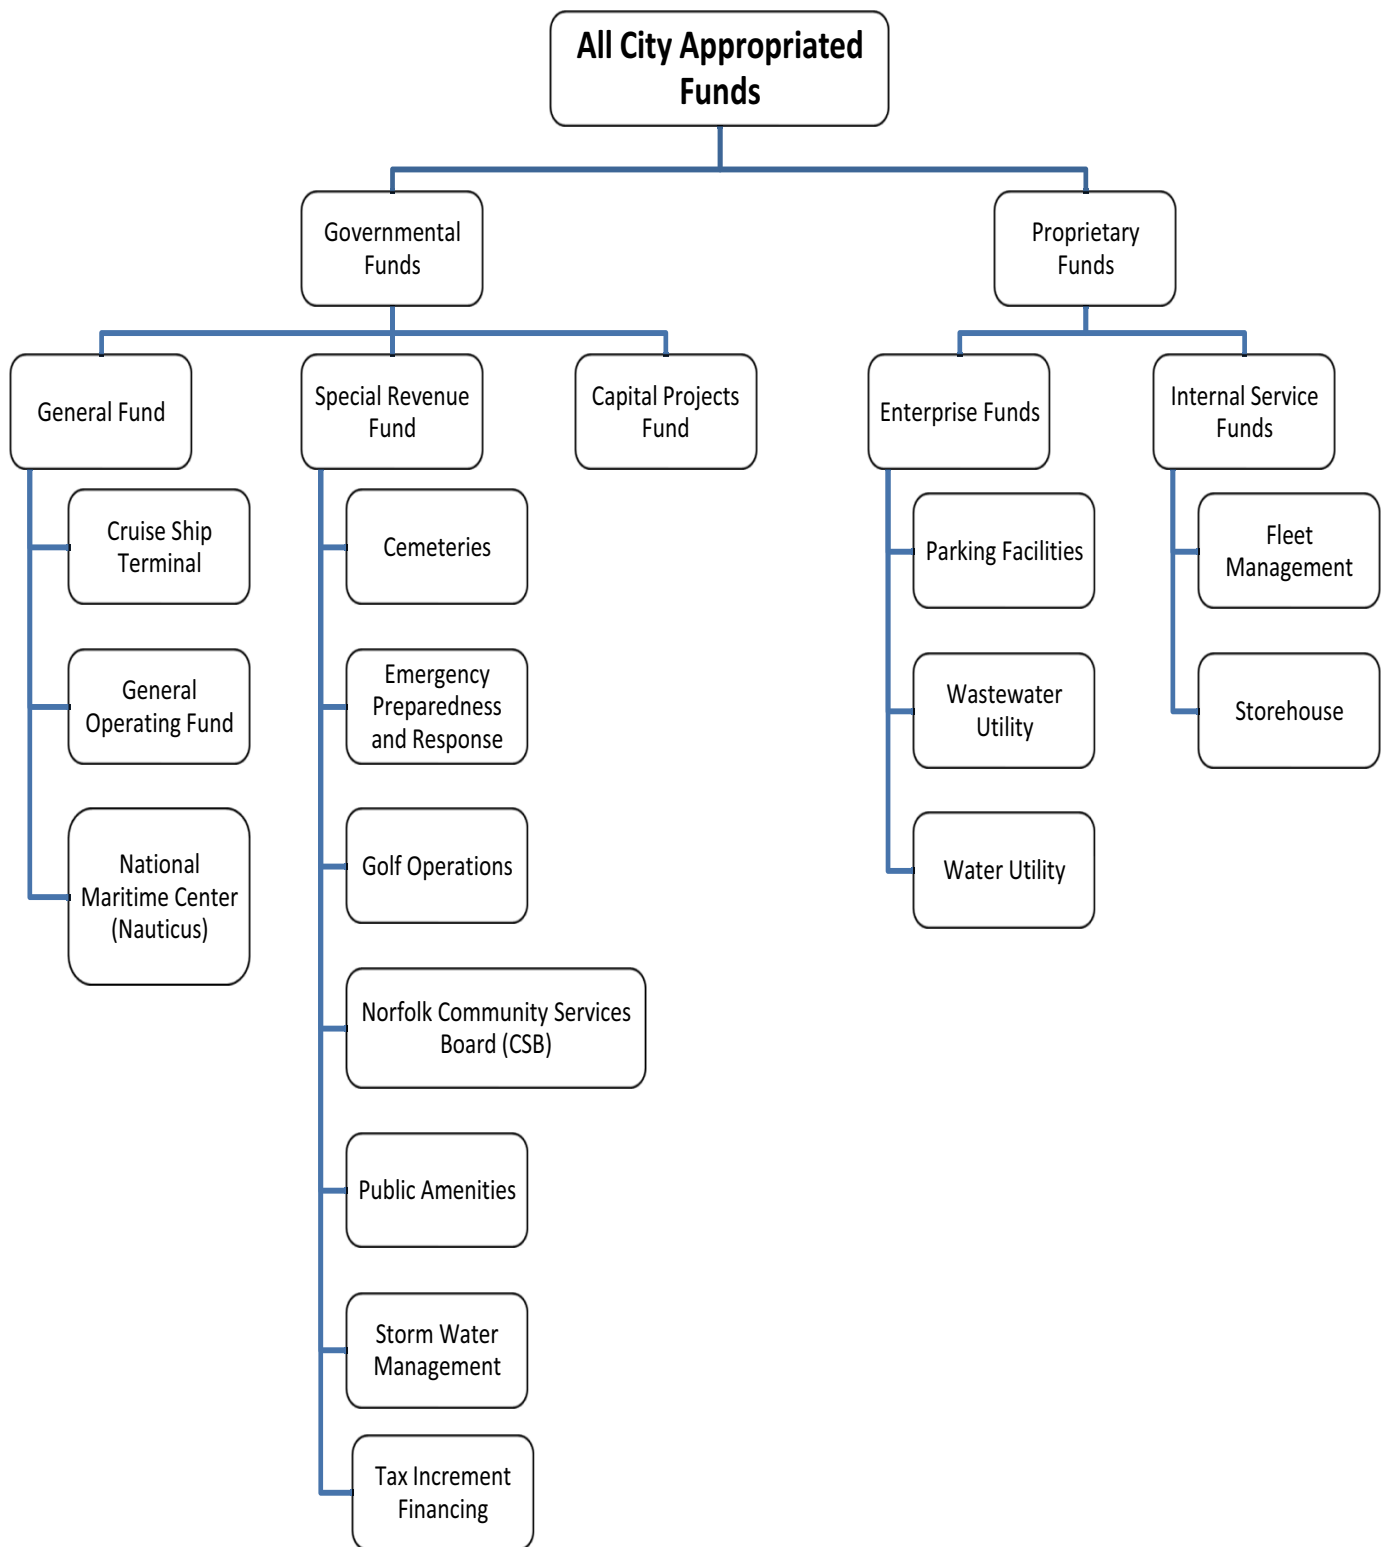 All City Appropriated
Funds
Governmental
Funds
Proprietary
Funds
General Fund
Special Revenue
Fund
Capital Projects
Fund
Enterprise Funds
Internal Service
Funds
Cruise Ship
Terminal
General
Operating Fund
National
Maritime Center
(Nauticus)
Cemeteries
Emergency
Preparedness
and Response
Golf Operations
Norfolk Community Services
Board (CSB)
Public Amenities
Storm Water
Management
Tax Increment
Financing
Parking Facilities
Wastewater
Utility
Water Utility
Fleet
Management
Storehouse